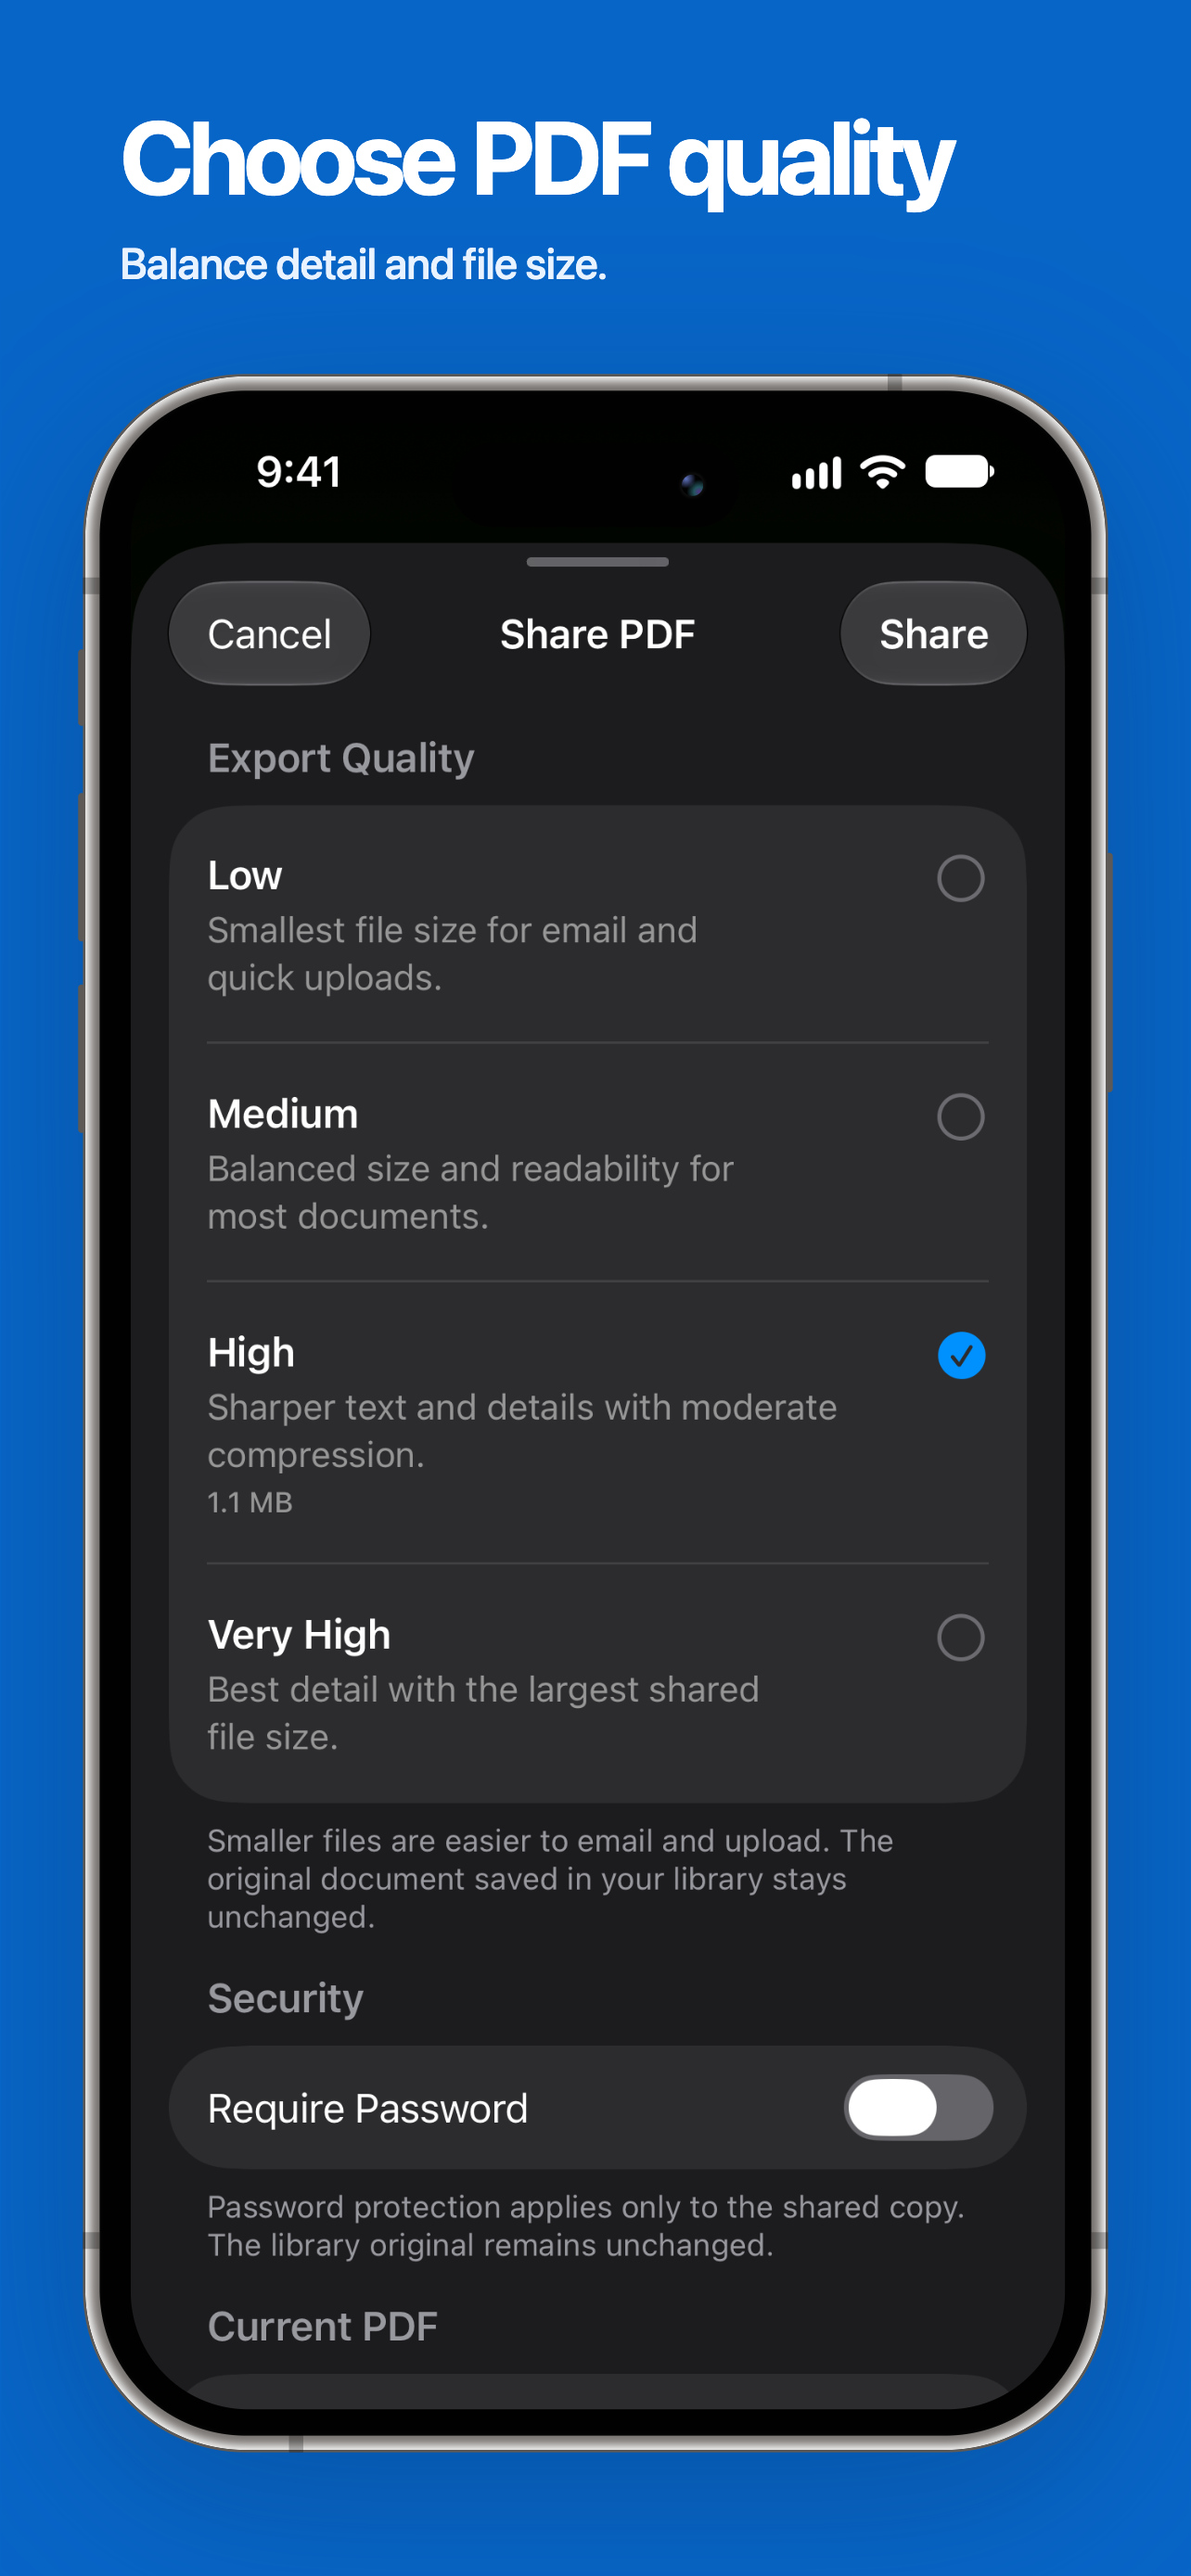 Choose PDF quality
Balance detail and file size.
9:41
Cancel
Share PDF
Share
Export Quality
Low
Smallest file size for email and
quick uploads.
Medium
Balanced size and readability for
most documents.
High
Sharper text and details with moderate
compression.
1.1 MB
Very High
Best detail with the largest shared
file size.
Smaller files are easier to email and upload. The
original document saved in your library stays
unchanged.
Security
Require Password
Password protection applies only to the shared copy.
The library original remains unchanged.
Current PDF